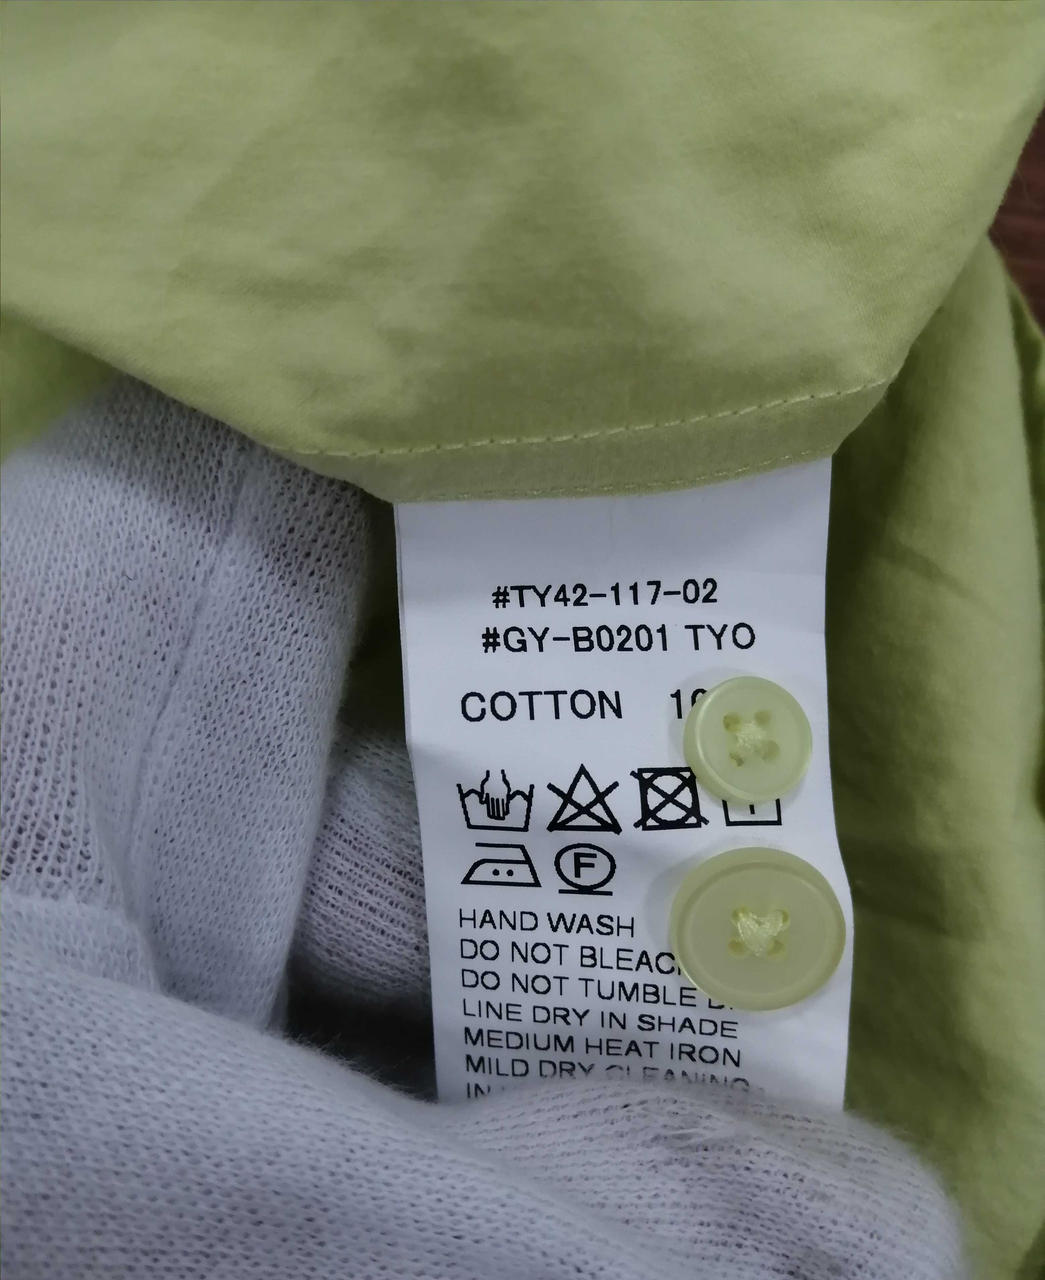 #TY42-117-02
#GY-B0201 TYO
COTTON
F
HAND WASH
DO NOT
DO NOT TUMBLE
LINE DRY IN SHADE
MEDIUM HEAT IRON
MILD DRY CLEANING